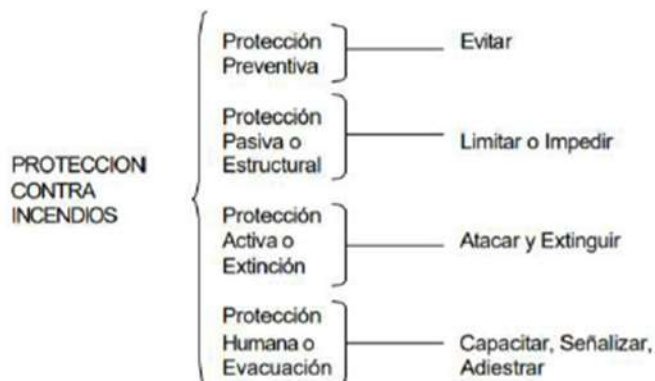 PROTECCION
CONTRA
INCENDIOS
Protección
Preventiva
Evitar
Protección
Pasiva o
Estructural
Limitar o Impedir
Protección
Activa o
Extinción
Atacar y Extinguir
Protección
Humana o
Evacuación
Capacitar, Señalizar,
Adiestrar